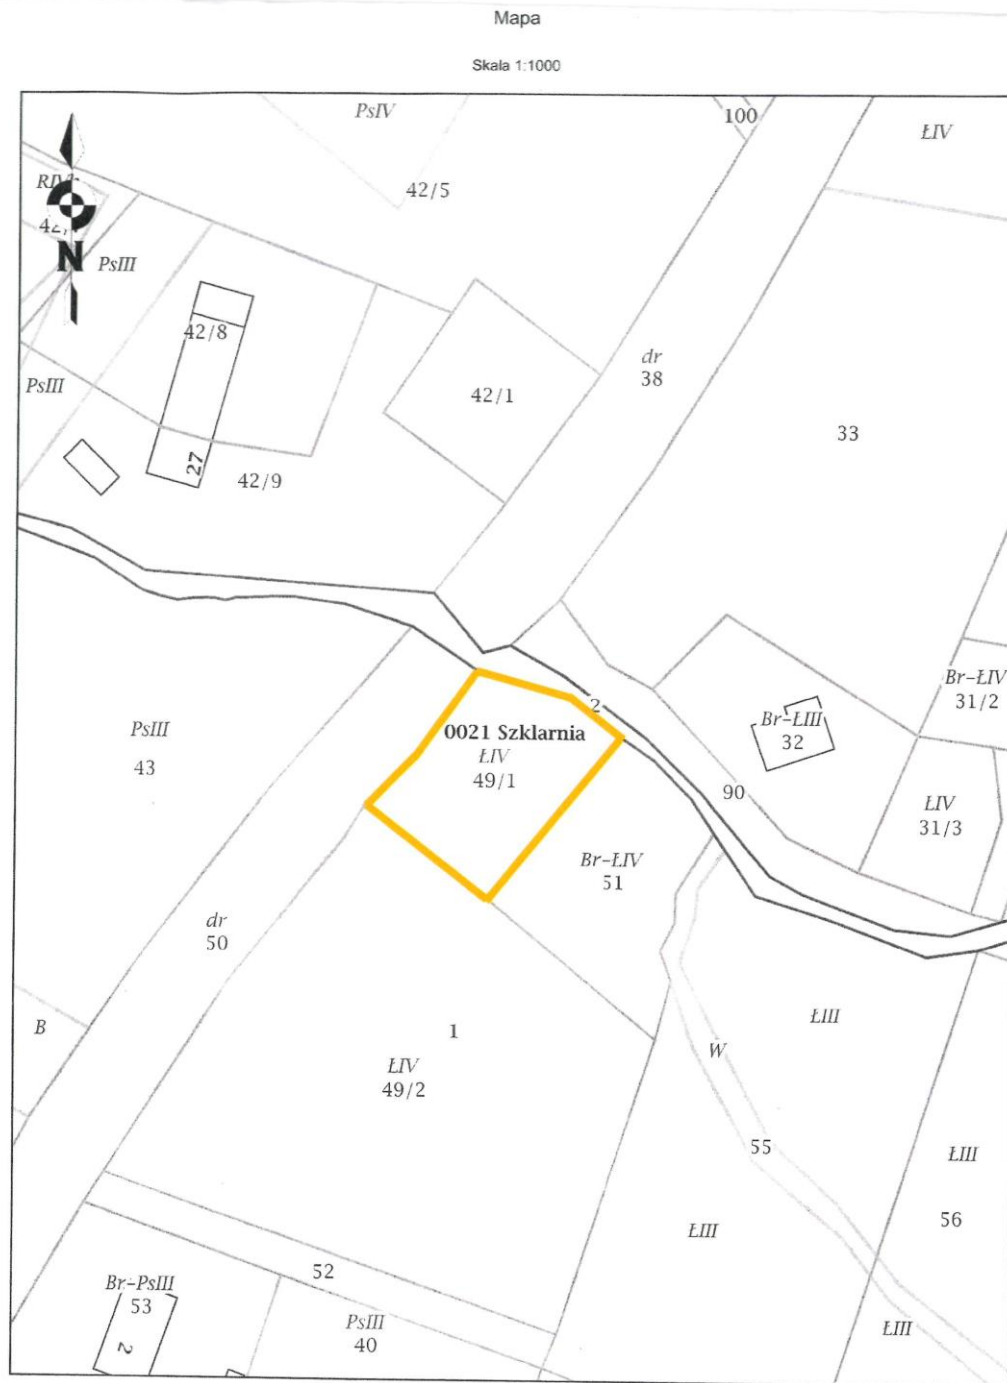 Mapa
Skala 1:1000
PsIV
100
ŁIV
42/5
N
PsIII
42/8
dr
38
PsIII
42/1
33
27
42/9
Br-ŁIV
31/2
2
PsIII
43
0021 Szklarnia
ŁIV
49/1
Br-ŁIII
32
90
ŁIV
31/3
Br-ŁIV
51
dr
50
B
1
ŁIII
W
ŁIV
49/2
55
ŁIII
56
ŁIII
52
Br-PsIII
53
2
PsIII
40
ŁIII